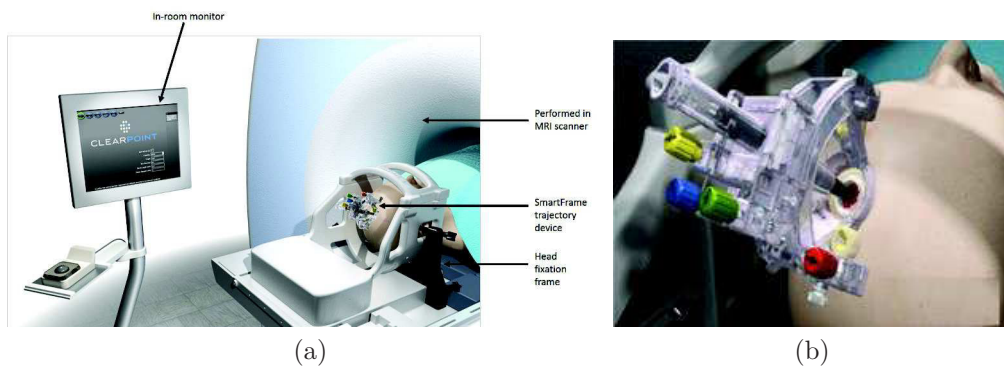 In-room monitor
CLEARPOINT
Performed in
MRI scanner
SmartFrame
trajectory
device
Head
fixation
frame
(a)
(b)